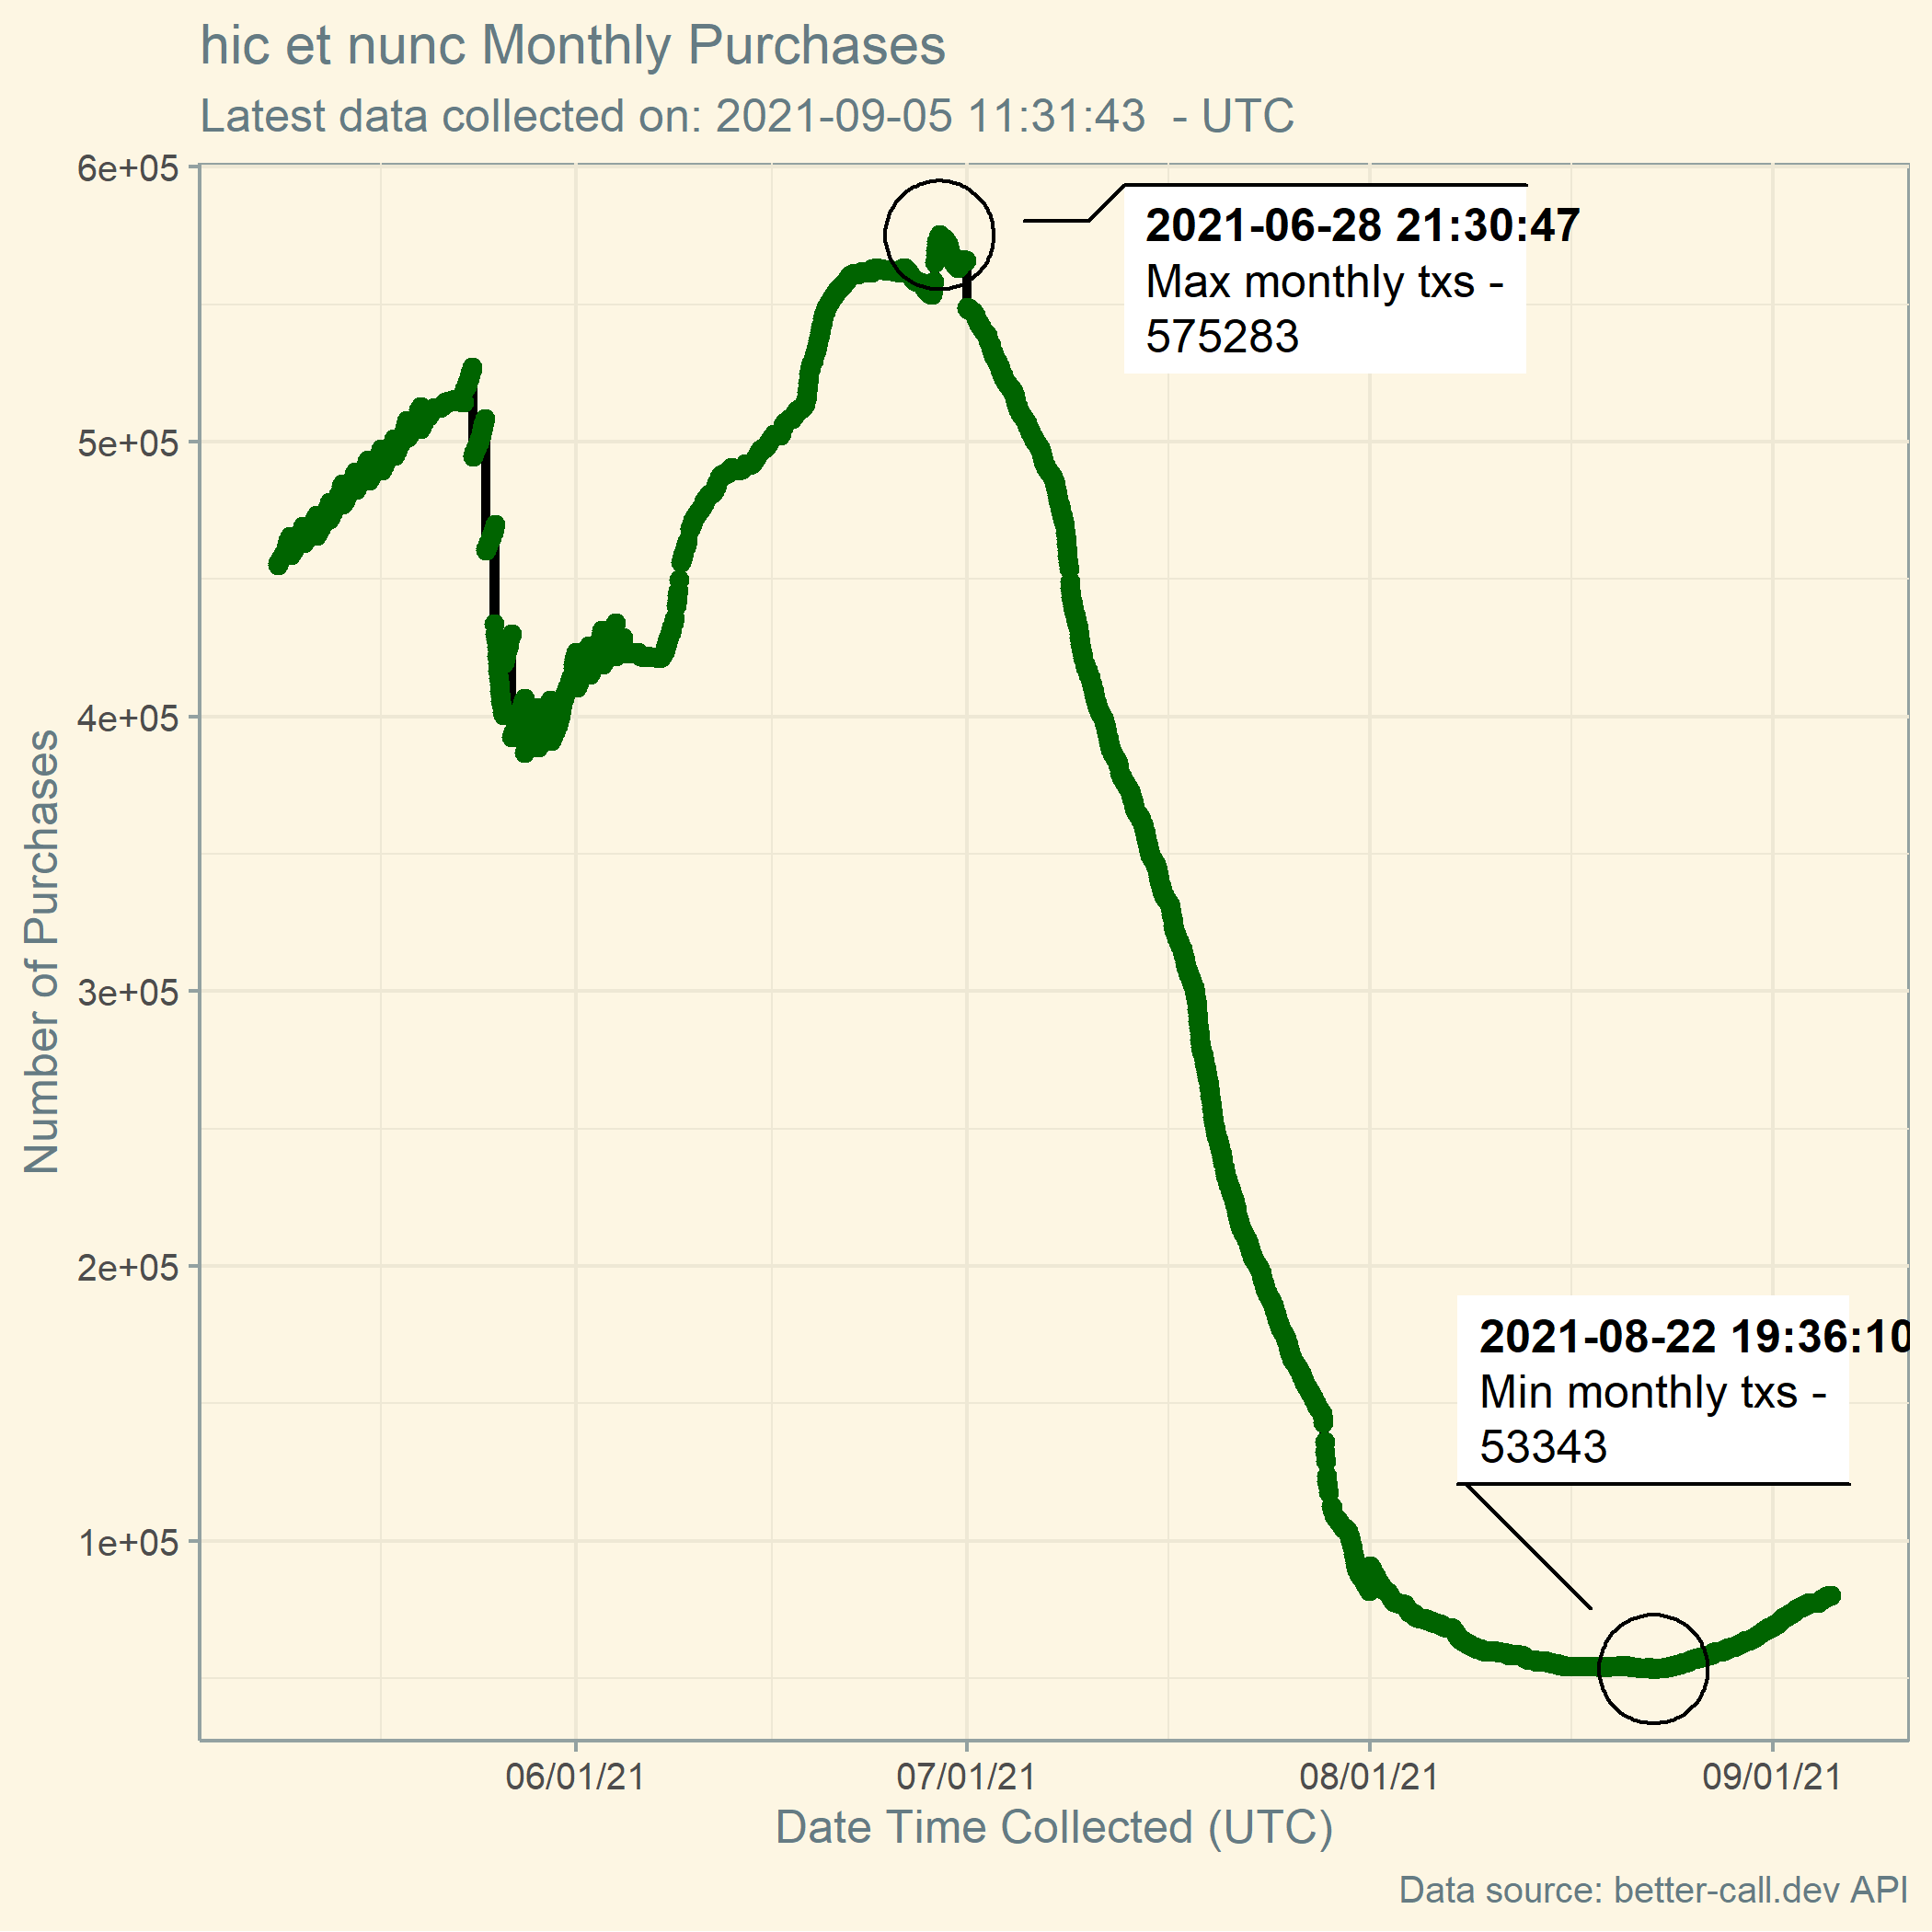 hic et nunc Monthly Purchases
Latest data collected on: 2021-09-05 11:31:43 - UTC
Number of Purchases
6e+05
5e+05
4e+05
3e+05
2e+05
1e+05
2021-06-28 21:30:47
Max monthly txs -
575283
2021-08-22 19:36:10
Min monthly txs -
53343
06/01/21
07/01/21
08/01/21
09/01/21
Date Time Collected (UTC)
Data source: better-call.dev API